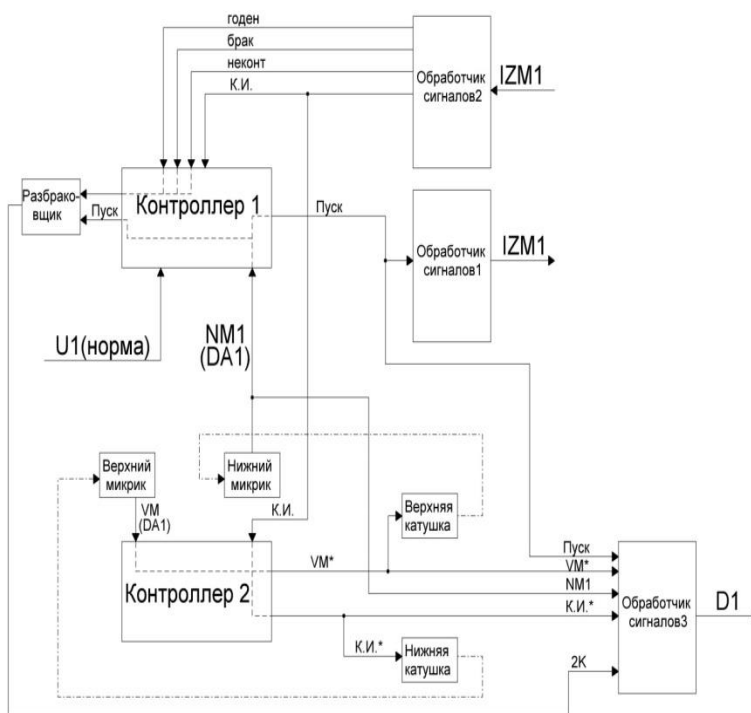 годен
брак
неконт
К.И.
Обработчик
сигналов2
IZM1
Разбрако-
вщик
Пуск
Контроллер 1
Пуск
Обработчик
сигналов1
IZM1
U1(норма)
NM1
(DA1)
Верхний
микрик
Нижний
микрик
VM
(DA1)
К.И.
Верхняя
катушка
Контроллер 2
VM*
Пуск
VM*
NM1
К.И.*
Обработчик
сигналов3
D1
К.И.*
Нижняя
катушка
2К